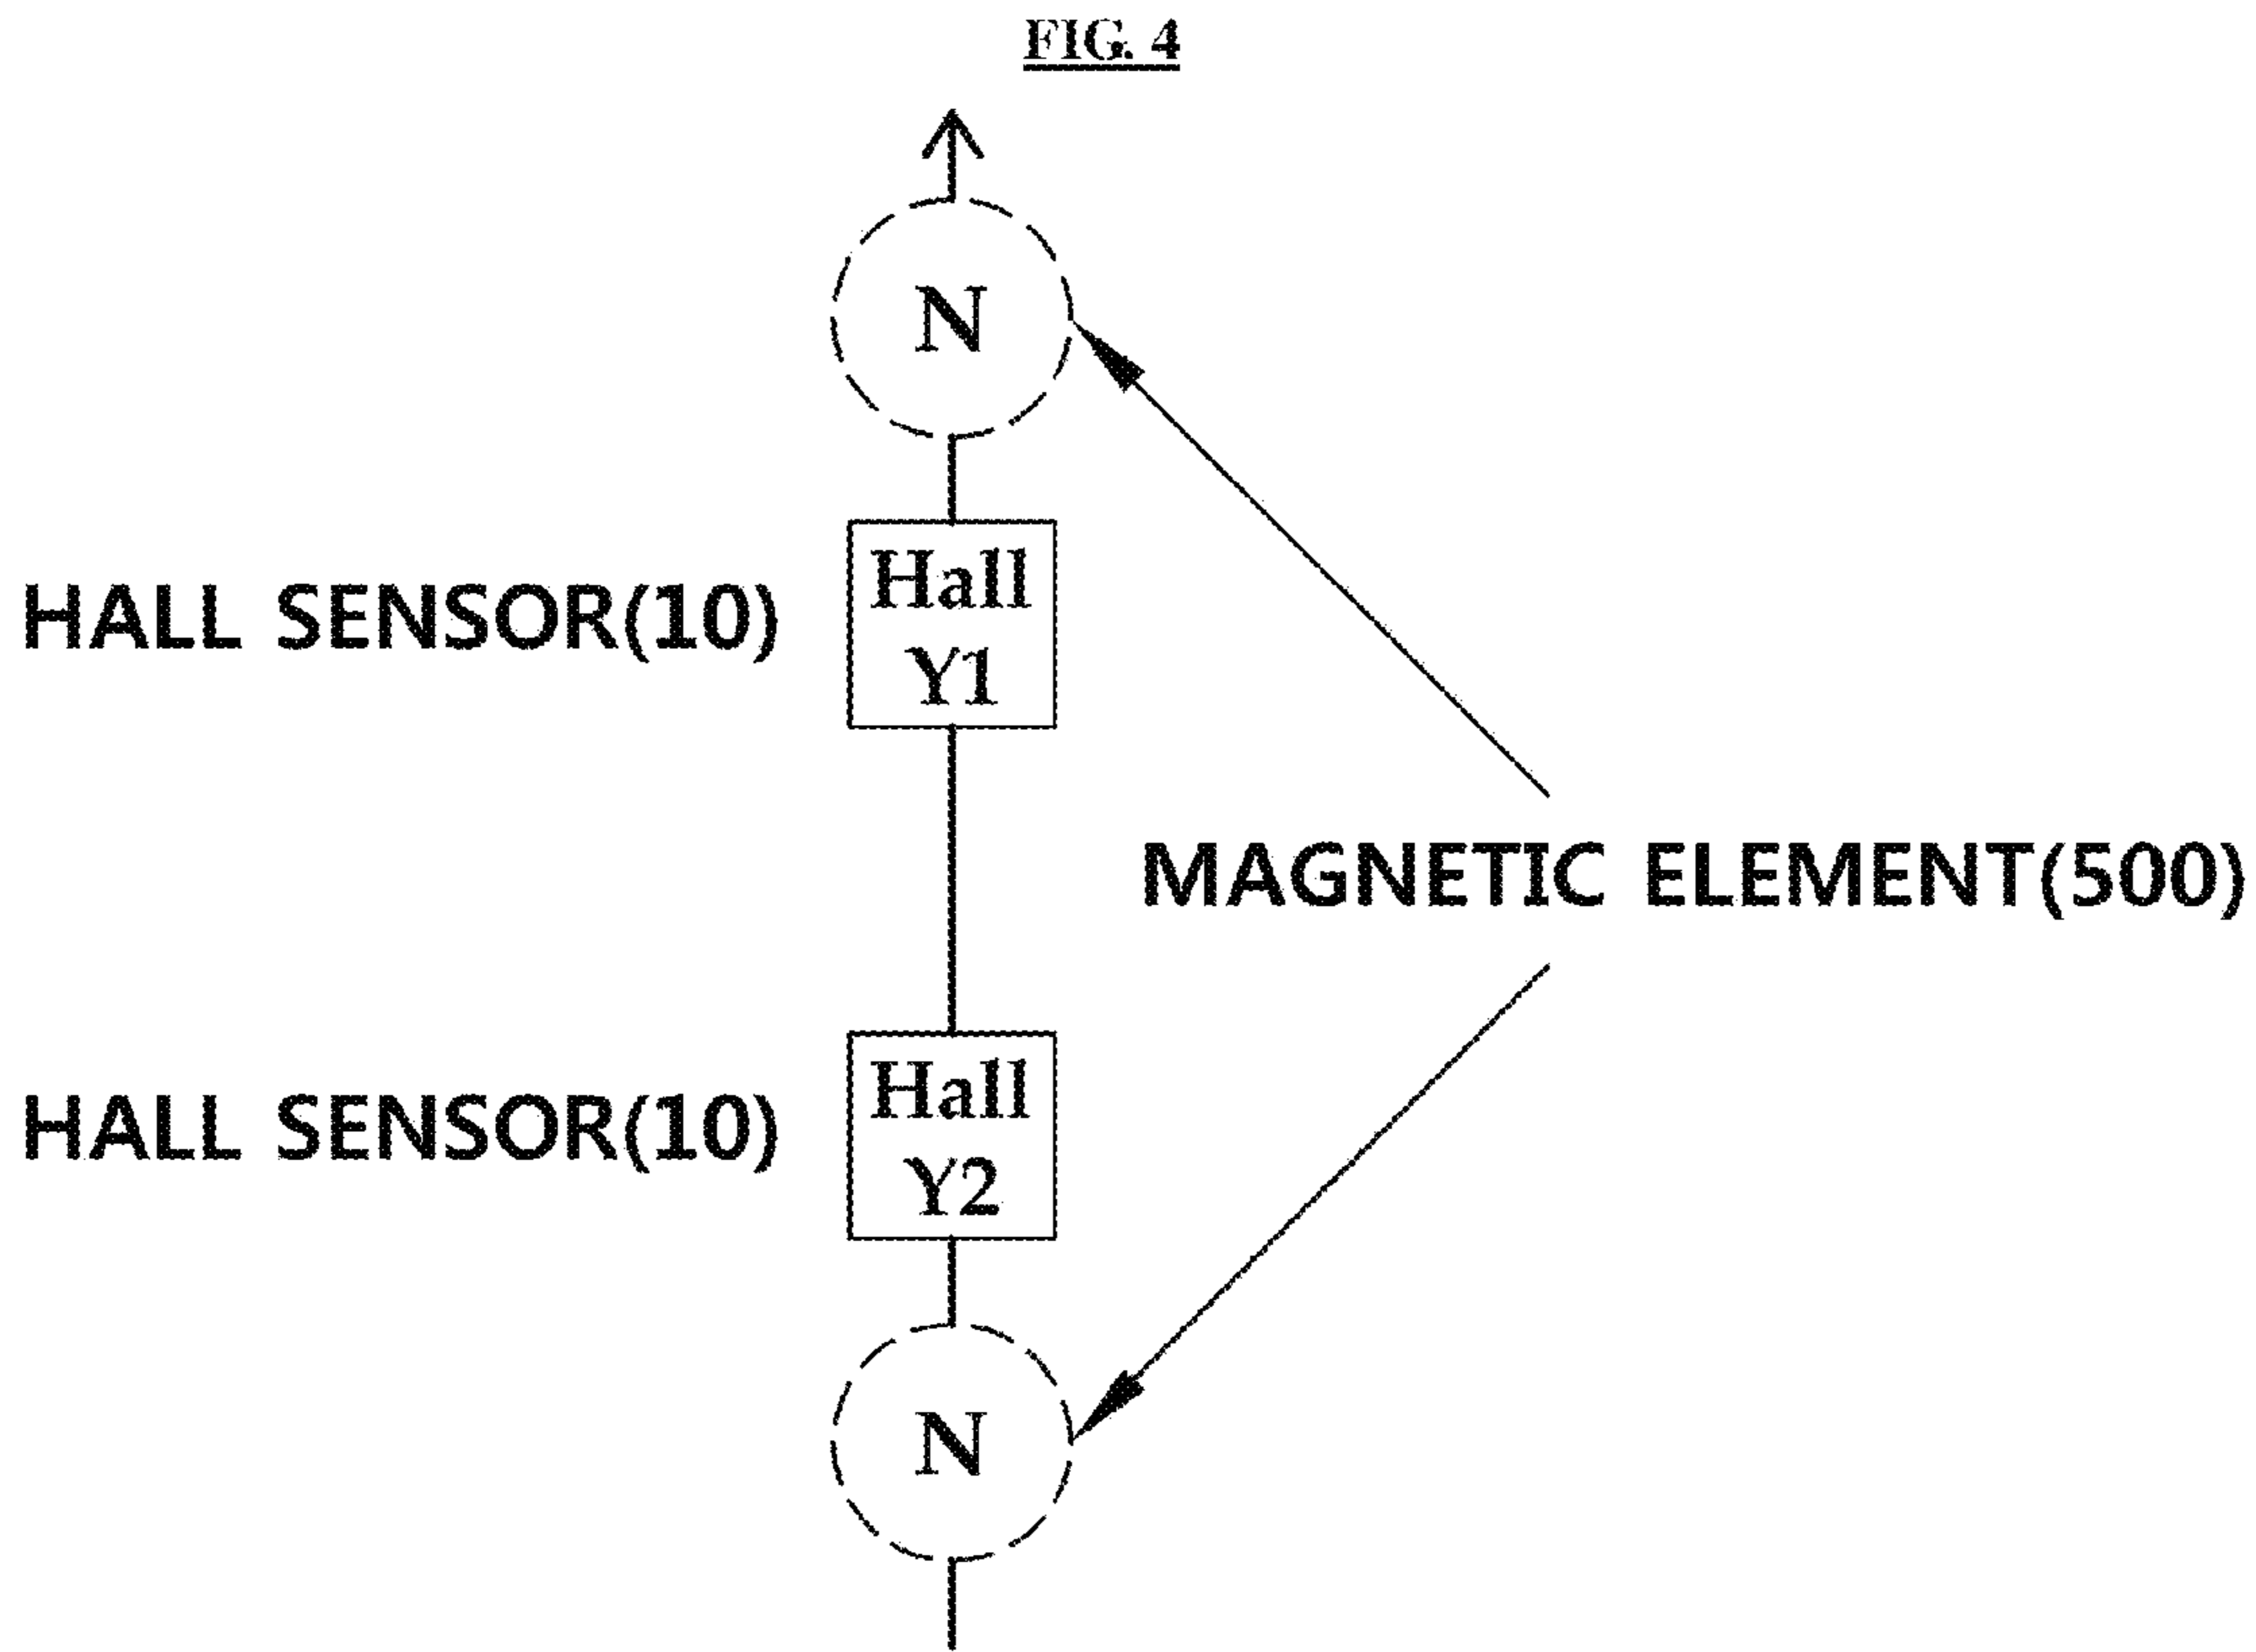 FIG. 4
N
Hall
Y1
HALL SENSOR(10)
MAGNETIC ELEMENT(500)
Hall
Y2
HALL SENSOR(10)
N